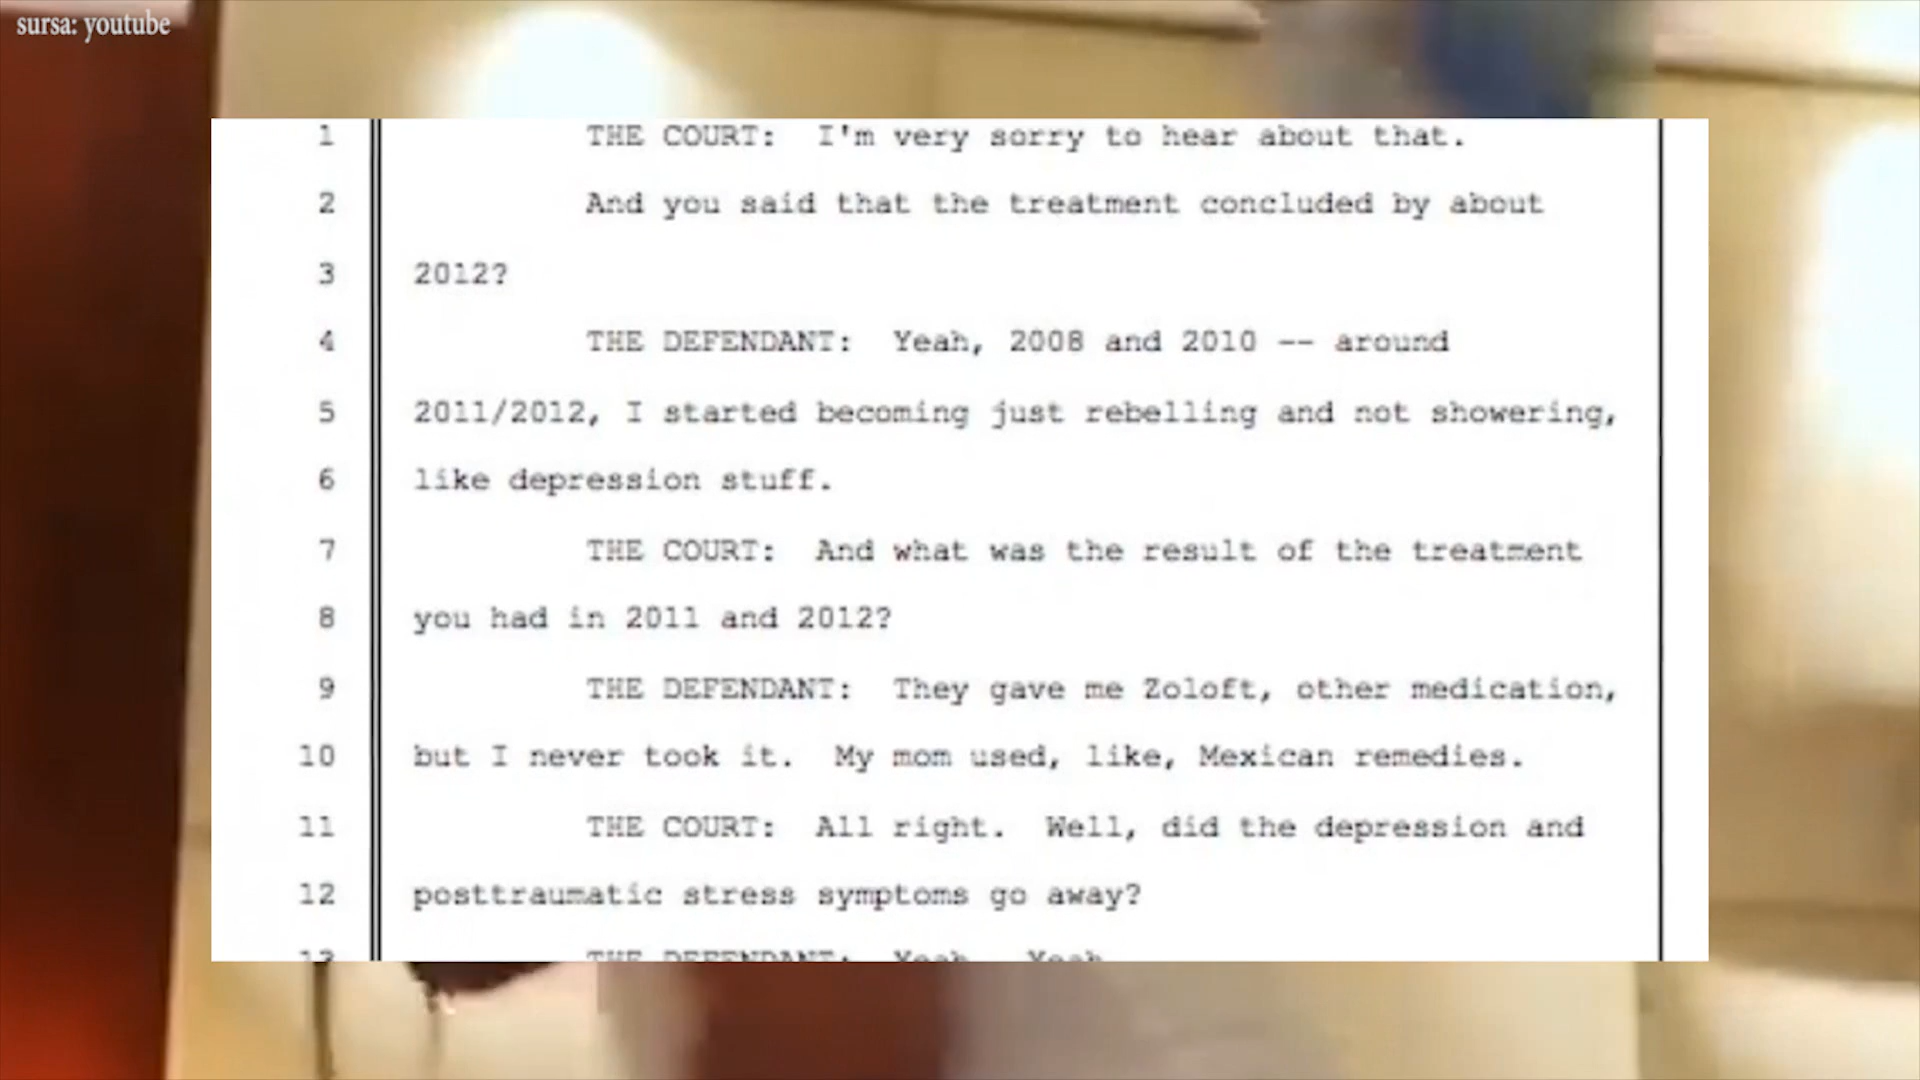 sursa: youtube
1 THE COURT: I'm very sorry to hear about that.
2 And you said that the treatment concluded by about
3 2012?
4 THE DEFENDANT: Yeah, 2008 and 2010 -- around
5 2011/2012, I started becoming just rebelling and not showering,
6 like depression stuff.
7 THE COURT: And what was the result of the treatment
8 you had in 2011 and 2012?
9 THE DEFENDANT: They gave me Zoloft, other medication,
10 but I never took it. My mom used, like, Mexican remedies.
11 THE COURT: All right. Well, did the depression and
12 posttraumatic stress symptoms go away?
13 THE DEFENDANT: Yeah. Yeah